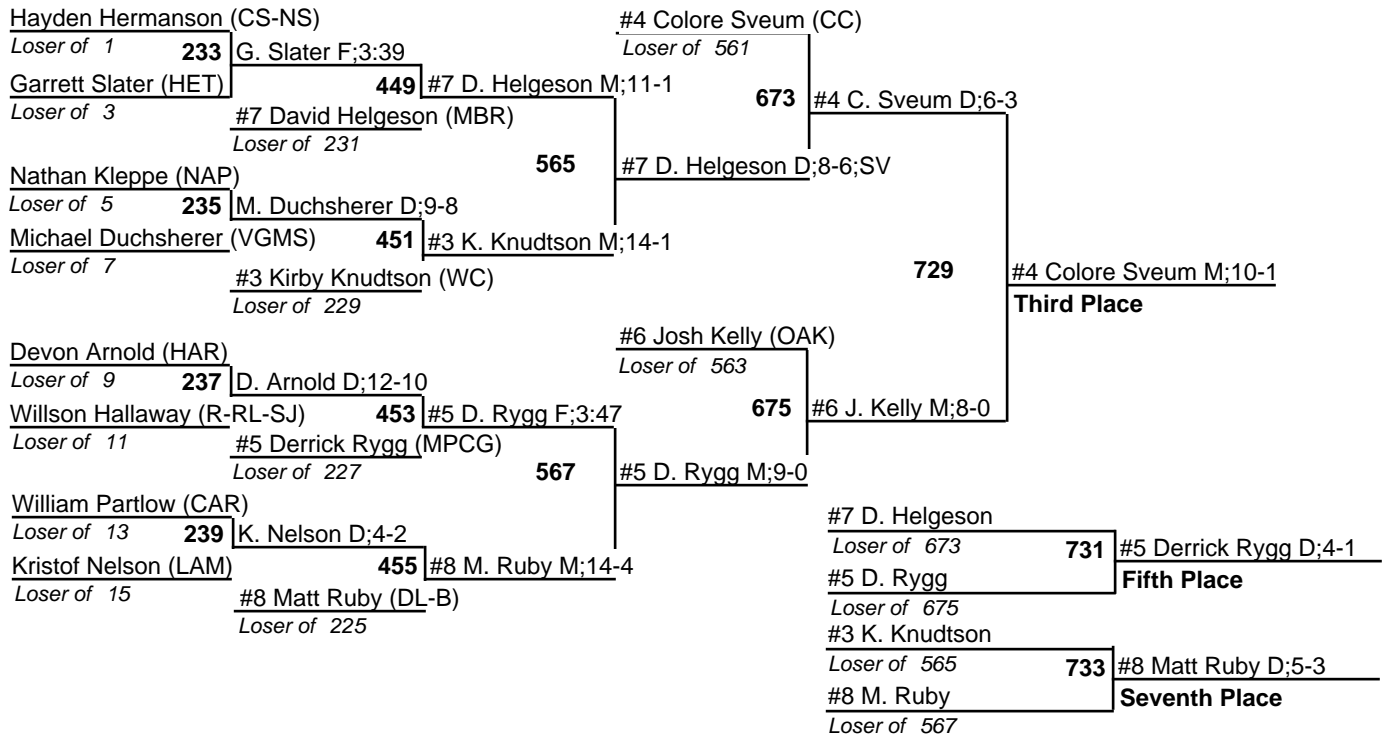 Hayden Hermanson (CS-NS)
Loser of 1
233
G. Slater F;3:39
Garrett Slater (HET)
Loser of 3
449
#7 D. Helgeson M;11-1
#7 David Helgeson (MBR)
Loser of 231
565
#7 D. Helgeson D;8-6;SV
Nathan Kleppe (NAP)
Loser of 5
235
M. Duchsherer D;9-8
Michael Duchsherer (VGMS)
Loser of 7
451
#3 K. Knudtson M;14-1
#3 Kirby Knudtson (WC)
Loser of 229
#4 Colore Sveum (CC)
Loser of 561
673
#4 C. Sveum D;6-3
729
#4 Colore Sveum M;10-1
Third Place
Devon Arnold (HAR)
Loser of 9
237
D. Arnold D;12-10
Willson Hallaway (R-RL-SJ)
Loser of 11
453
#5 D. Rygg F;3:47
#5 Derrick Rygg (MPCG)
Loser of 227
567
#5 D. Rygg M;9-0
William Partlow (CAR)
Loser of 13
239
K. Nelson D;4-2
Kristof Nelson (LAM)
Loser of 15
455
#8 M. Ruby M;14-4
#8 Matt Ruby (DL-B)
Loser of 225
#6 Josh Kelly (OAK)
Loser of 563
675
#6 J. Kelly M;8-0
#7 D. Helgeson
Loser of 673
731
#5 Derrick Rygg D;4-1
#5 D. Rygg
Fifth Place
Loser of 675
#3 K. Knudtson
Loser of 565
733
#8 Matt Ruby D;5-3
#8 M. Ruby
Seventh Place
Loser of 567